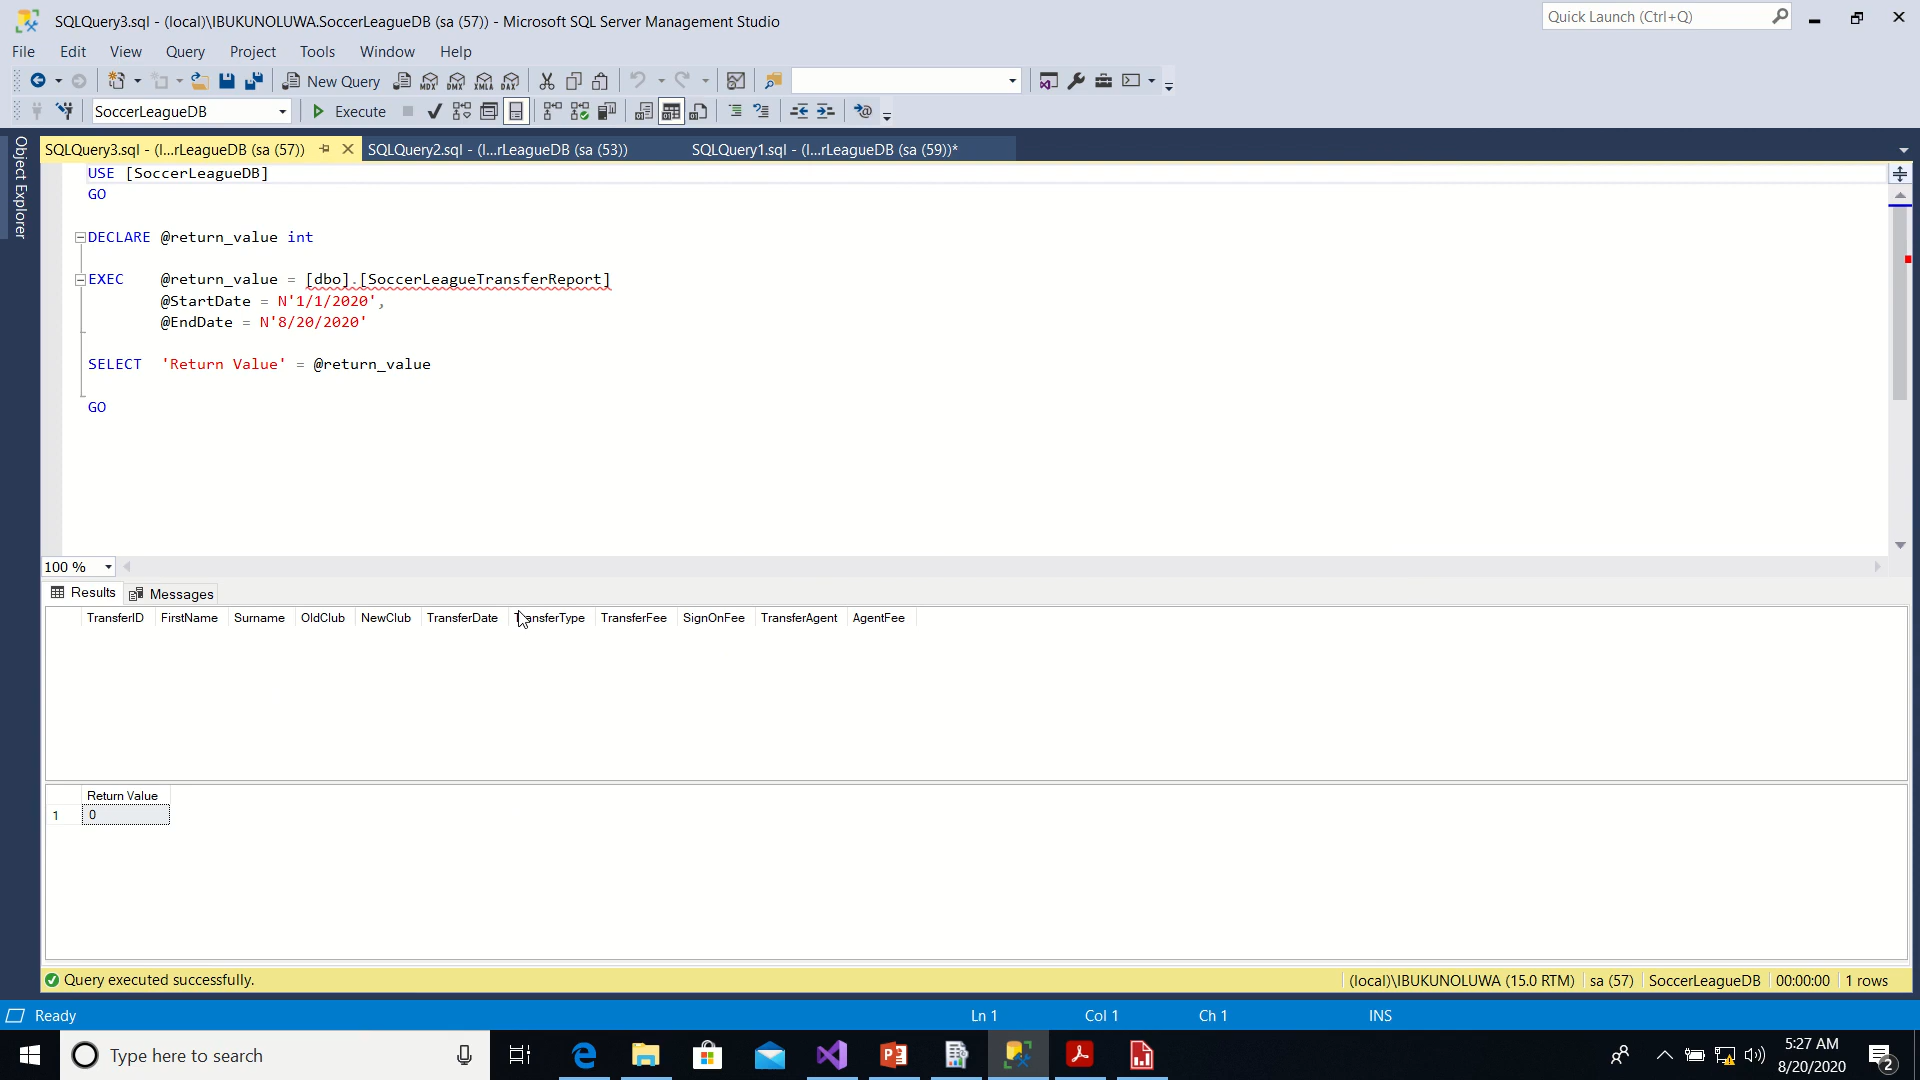 SQLQuery3.sql - (local)\IBUKUNOLUWA.SoccerLeagueDB (sa (57)) - Microsoft SQL Server Management Studio
Quick Launch (Ctrl+Q)
File Edit View Query Project Tools Window Help
New Query MDX DMX XMLA DAX
SoccerLeagueDB Execute
Object Explorer
SQLQuery3.sql - (l...rLeagueDB (sa (57)) SQLQuery2.sql - (l...rLeagueDB (sa (53)) SQLQuery1.sql - (l...rLeagueDB (sa (59))*
USE [SoccerLeagueDB]
GO
DECLARE @return_value int
EXEC @return_value = [dbo].[SoccerLeagueTransferReport]
@StartDate = N'1/1/2020',
@EndDate = N'8/20/2020'
SELECT 'Return Value' = @return_value
GO
100 %
Results Messages
TransferID FirstName Surname OldClub NewClub TransferDate TransferType TransferFee SignOnFee TransferAgent AgentFee
Return Value
1 0
Query executed successfully. (local)\IBUKUNOLUWA (15.0 RTM) sa (57) SoccerLeagueDB 00:00:00 1 rows
Ready Ln 1 Col 1 Ch 1 INS
Type here to search
5:27 AM
8/20/2020
2